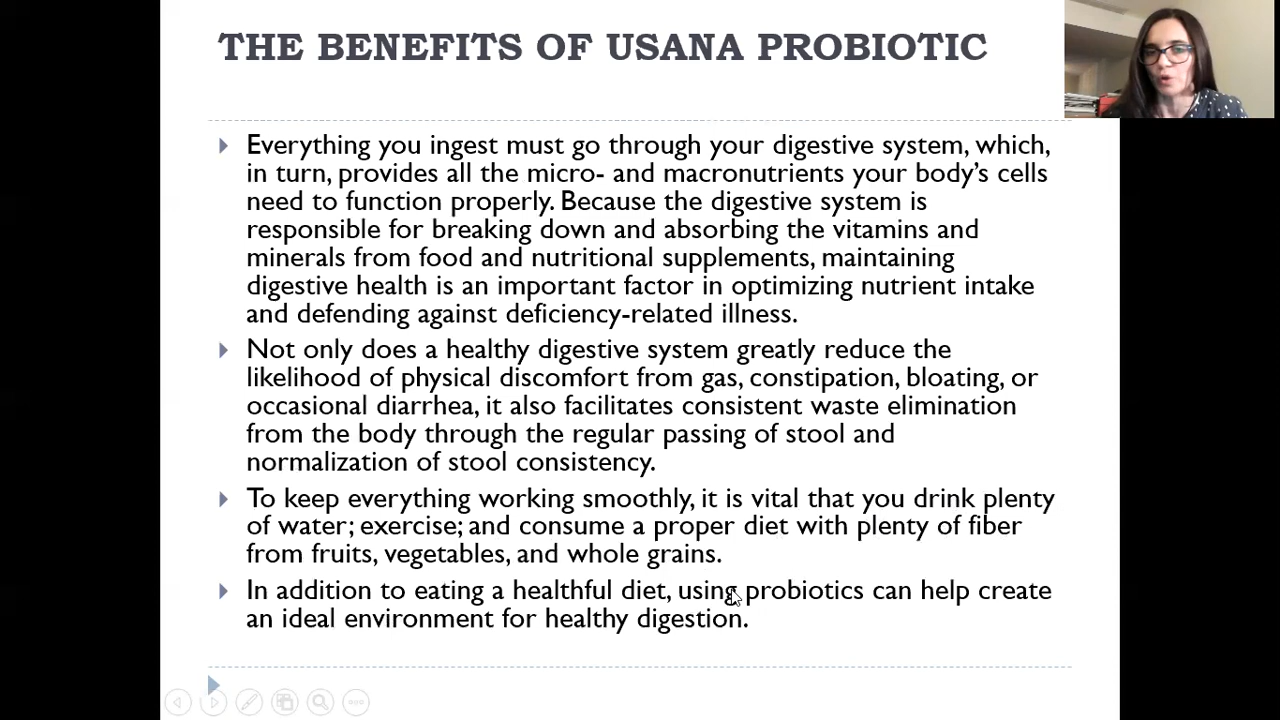 THE BENEFITS OF USANA PROBIOTIC
Everything you ingest must go through your digestive system, which,
in turn, provides all the micro- and macronutrients your body's cells
need to function properly. Because the digestive system is
responsible for breaking down and absorbing the vitamins and
minerals from food and nutritional supplements, maintaining
digestive health is an important factor in optimizing nutrient intake
and defending against deficiency-related illness.
Not only does a healthy digestive system greatly reduce the
likelihood of physical discomfort from gas, constipation, bloating, or
occasional diarrhea, it also facilitates consistent waste elimination
from the body through the regular passing of stool and
normalization of stool consistency.
To keep everything working smoothly, it is vital that you drink plenty
of water; exercise; and consume a proper diet with plenty of fiber
from fruits, vegetables, and whole grains.
In addition to eating a healthful diet, using probiotics can help create
an ideal environment for healthy digestion.